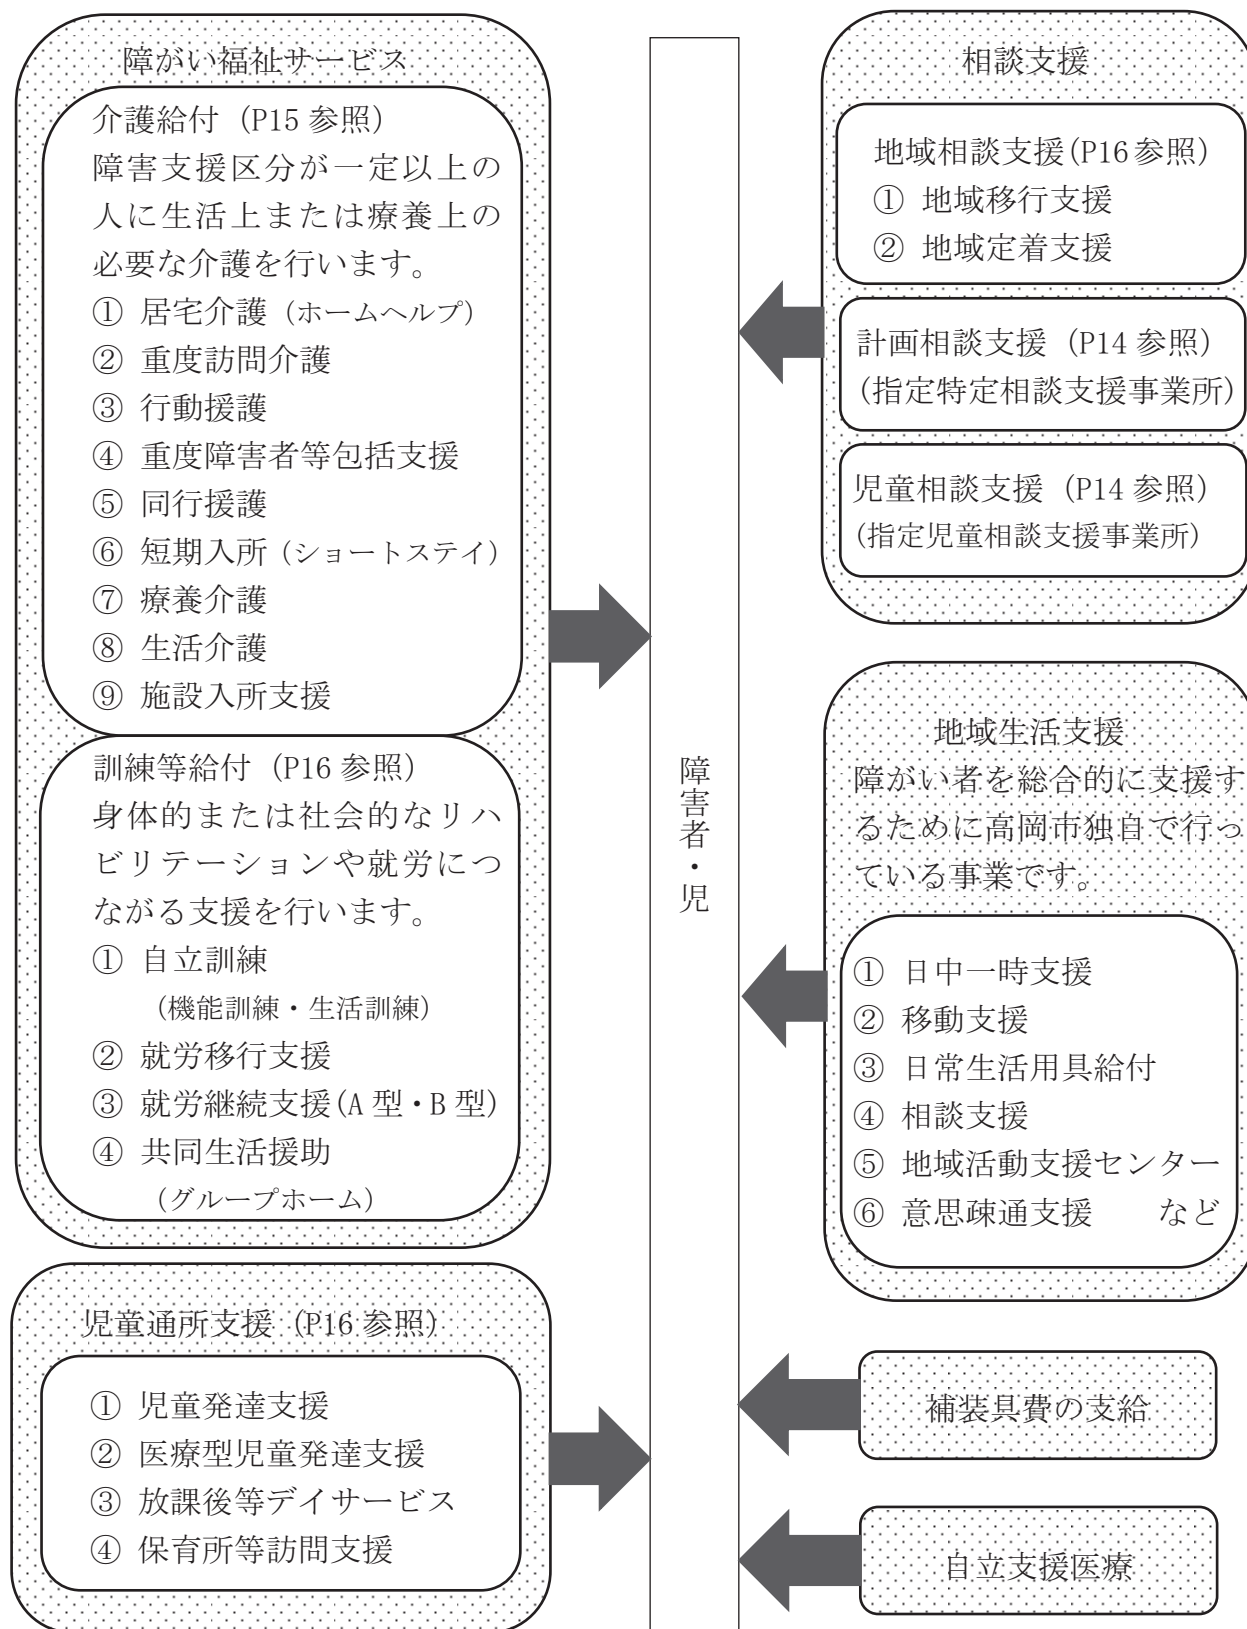 障がい福祉サービス
介護給付（P15 参照）
障害支援区分が一定以上の
人に生活上または療養上の
必要な介護を行います。
① 居宅介護（ホームヘルプ）
② 重度訪問介護
③ 行動援護
④ 重度障害者等包括支援
⑤ 同行援護
⑥ 短期入所（ショートステイ）
⑦ 療養介護
⑧ 生活介護
⑨ 施設入所支援
訓練等給付（P16 参照）
身体的または社会的なリハ
ビリテーションや就労につ
ながる支援を行います。
① 自立訓練
（機能訓練・生活訓練）
② 就労移行支援
③ 就労継続支援（A 型・B 型）
④ 共同生活援助
（グループホーム）
児童通所支援（P16 参照）
① 児童発達支援
② 医療型児童発達支援
③ 放課後等デイサービス
④ 保育所等訪問支援
障害者・児
相談支援
地域相談支援(P16 参照)
① 地域移行支援
② 地域定着支援
計画相談支援（P14 参照）
(指定特定相談支援事業所)
児童相談支援（P14 参照）
(指定児童相談支援事業所)
地域生活支援
障がい者を総合的に支援す
るために高岡市独自で行っ
ている事業です。
① 日中一時支援
② 移動支援
③ 日常生活用具給付
④ 相談支援
⑤ 地域活動支援センター
⑥ 意思疎通支援　　など
補装具費の支給
自立支援医療